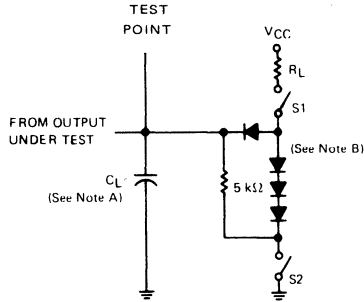 TEST
POINT
VCC
RL
S1
FROM OUTPUT
UNDER TEST
(See Note B)
CL
(See Note A)
5 kΩ
S2